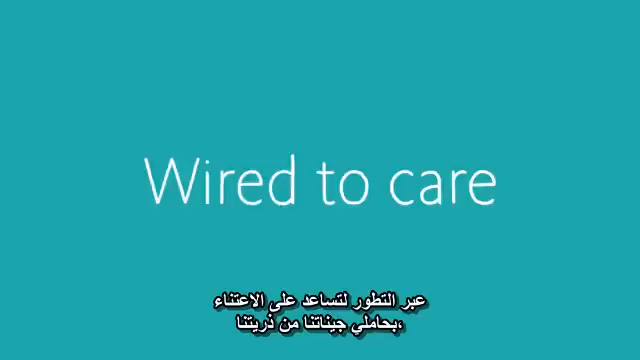 Wired to care
عبر التطور لتساعد على الاعتناء
بحاملي جيناتنا من ذريتنا،